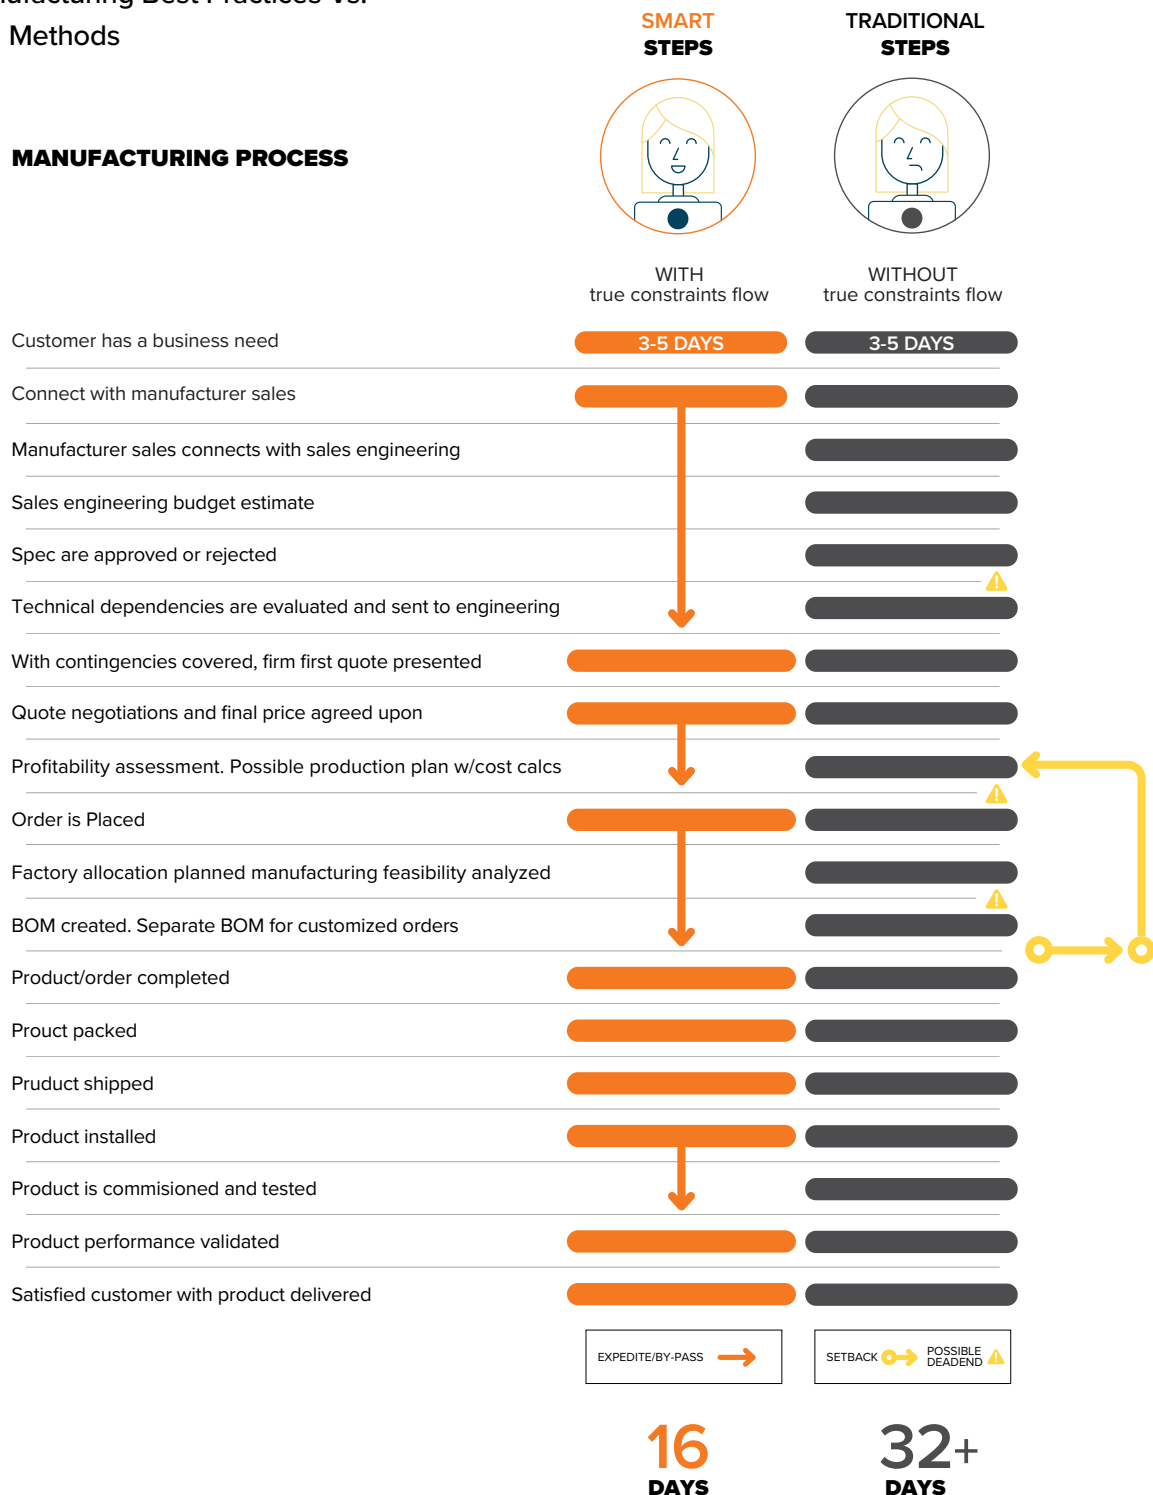 nufacturing Best Practices Vs.
Methods
SMART
STEPS
TRADITIONAL
STEPS
MANUFACTURING PROCESS
WITH
true constraints flow
WITHOUT
true constraints flow
Customer has a business need
3-5 DAYS
3-5 DAYS
Connect with manufacturer sales
Manufacturer sales connects with sales engineering
Sales engineering budget estimate
Spec are approved or rejected
Technical dependencies are evaluated and sent to engineering
With contingencies covered, firm first quote presented
Quote negotiations and final price agreed upon
Profitability assessment. Possible production plan w/cost calcs
Order is Placed
Factory allocation planned manufacturing feasibility analyzed
BOM created. Separate BOM for customized orders
Product/order completed
Prouct packed
Pruduct shipped
Product installed
Product is commisioned and tested
Product performance validated
Satisfied customer with product delivered
EXPEDITE/BY-PASS
SETBACK
POSSIBLE
DEADEND
16
DAYS
32+
DAYS